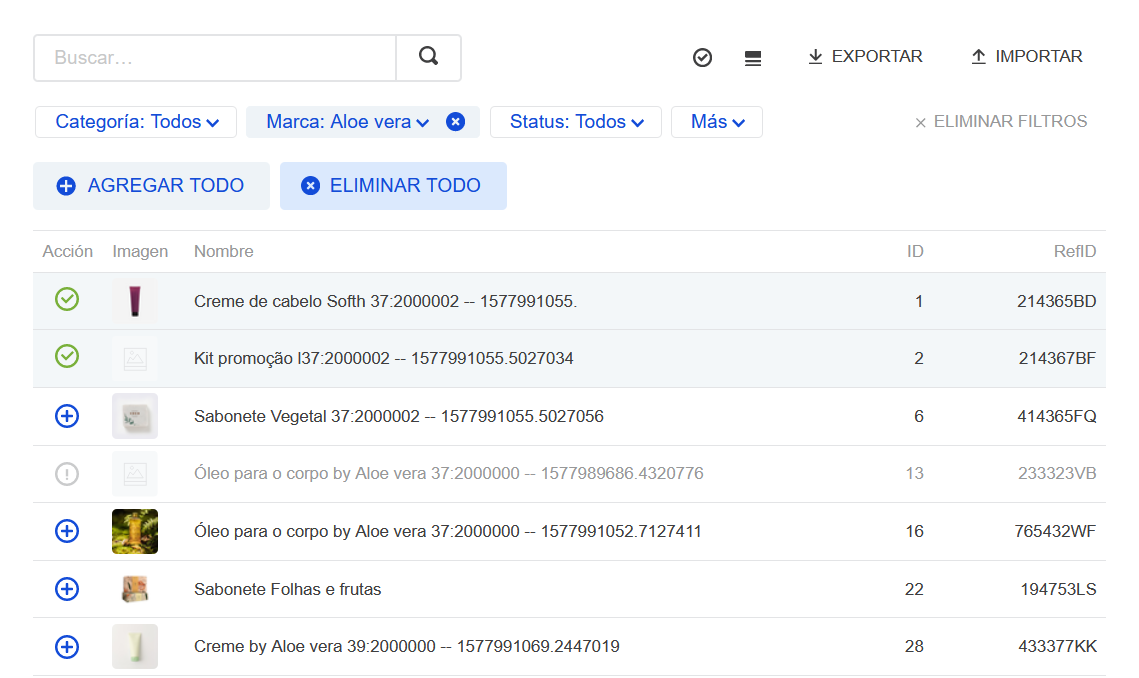 Buscar...
EXPORTAR
IMPORTAR
Categoría: Todos
Marca: Aloe vera
Status: Todos
Más
ELIMINAR FILTROS
AGREGAR TODO
ELIMINAR TODO
Acción Imagen Nombre ID RefID
Creme de cabelo Softh 37:2000002 -- 1577991055. 1 214365BD
Kit promoção l37:2000002 -- 1577991055.5027034 2 214367BF
Sabonete Vegetal 37:2000002 -- 1577991055.5027056 6 414365FQ
Óleo para o corpo by Aloe vera 37:2000000 -- 1577989686.4320776 13 233323VB
Óleo para o corpo by Aloe vera 37:2000000 -- 1577991052.7127411 16 765432WF
Sabonete Folhas e frutas 22 194753LS
Creme by Aloe vera 39:2000000 -- 1577991069.2447019 28 433377KK